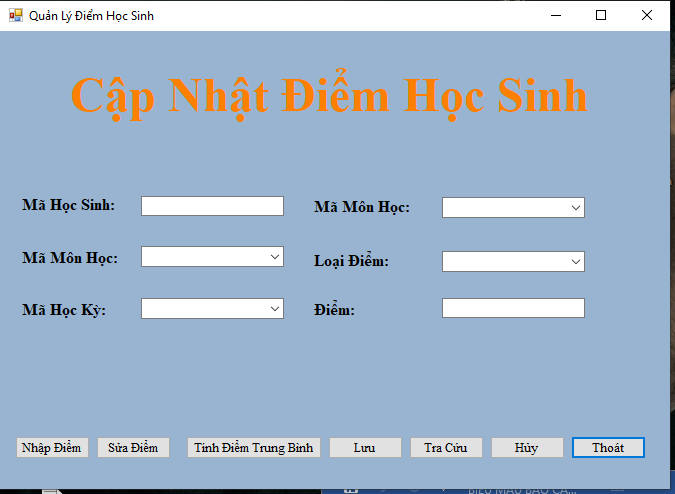 Quản Lý Điểm Học Sinh
Cập Nhật Điểm Học Sinh
Mã Học Sinh:
Mã Môn Học:
Mã Môn Học:
Loại Điểm:
Mã Học Kỳ:
Điểm:
Nhập Điểm Sửa Điểm Tính Điểm Trung Bình Lưu Tra Cứu Hủy Thoát